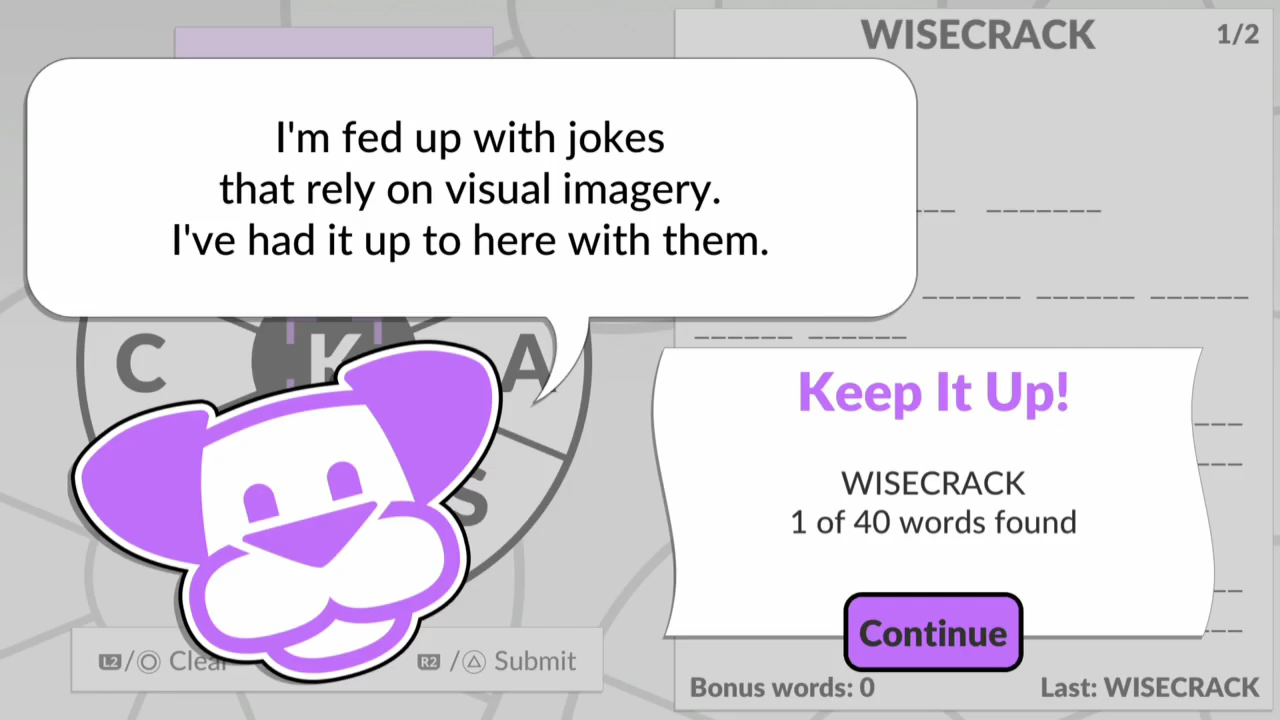 WISECRACK
1/2
I'm fed up with jokes
that rely on visual imagery.
I've had it up to here with them.
C
K
A
S
Keep It Up!
WISECRACK
1 of 40 words found
Continue
L2/ Clear
R2 / Submit
Bonus words: 0
Last: WISECRACK